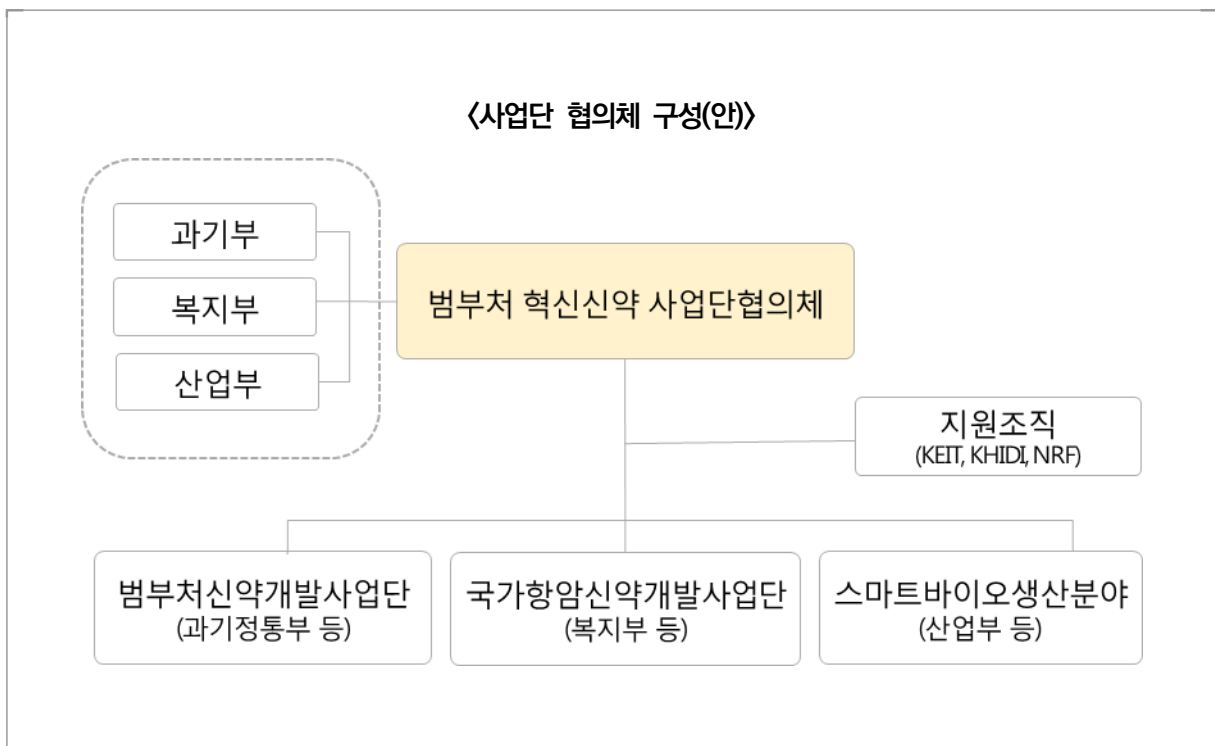 <사업단 협의체 구성(안)>
과기부
복지부
산업부
범부처 혁신신약 사업단협의체
지원조직
(KEIT, KHIDI, NRF)
범부처신약개발사업단
(과기정통부 등)
국가항암신약개발사업단
(복지부 등)
스마트바이오생산분야
(산업부 등)